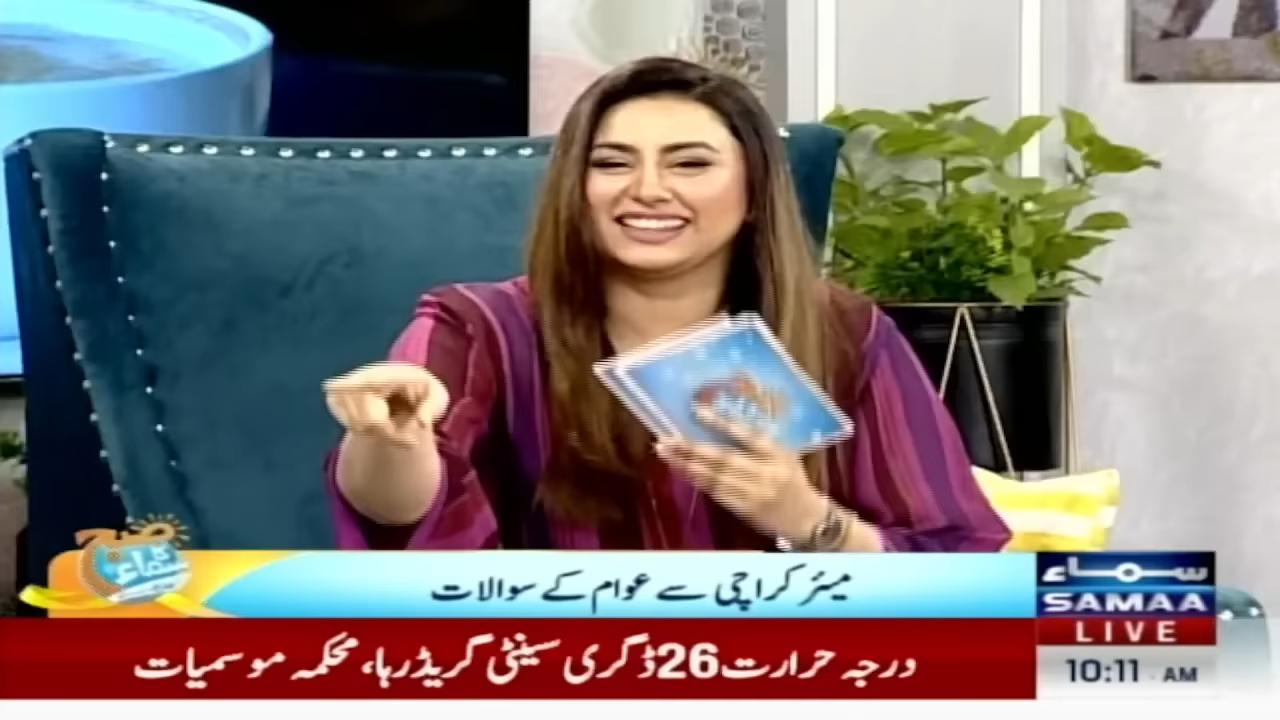 میئر کراچی سے عوام کے سوالات
سماء
SAMAA
LIVE
درجہ حرارت 26 ڈگری سینٹی گریڈ رہا، محکمہ موسمیات
10:11 AM